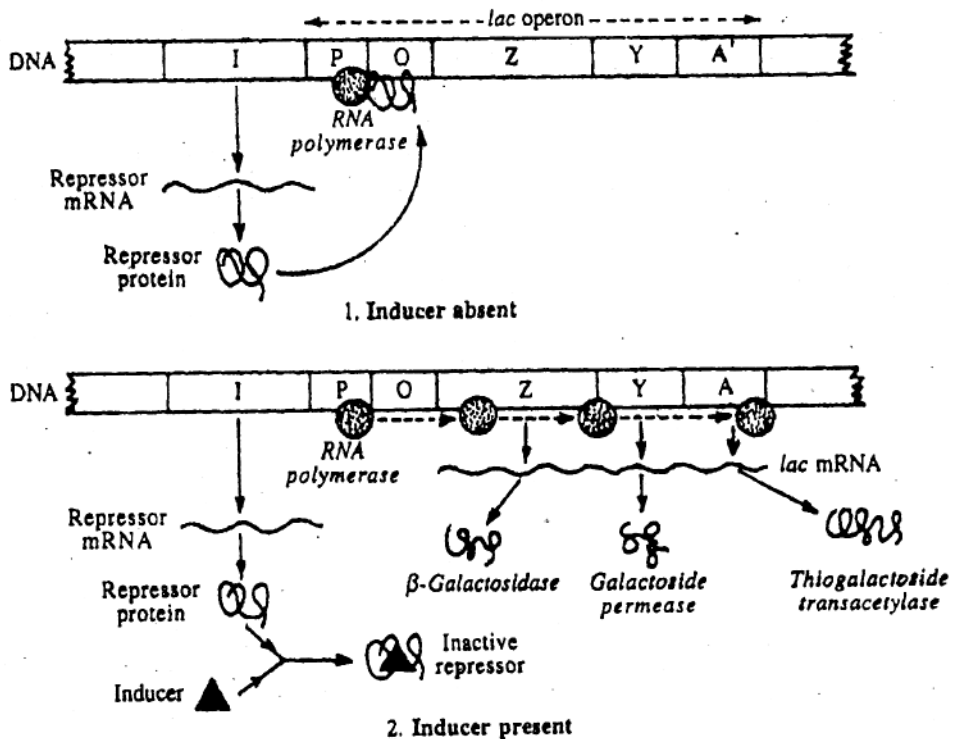 lac operon
DNA
I
P
O
Z
Y
A'
RNA
polymerase
Repressor
mRNA
Repressor
protein
1. Inducer absent
DNA
I
P
O
Z
Y
A
RNA
polymerase
lac mRNA
Repressor
mRNA
β-Galactosidase
Galactoside
permease
Thiogalactoside
transacetylase
Repressor
protein
Inactive
repressor
Inducer
2. Inducer present